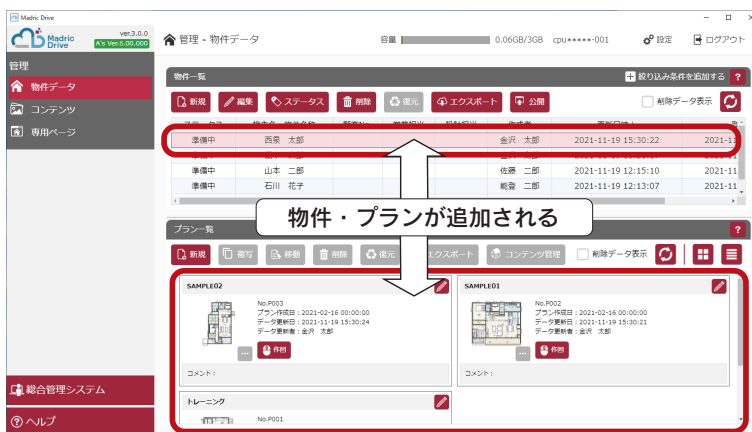 Madric Drive
Madric Drive
ver.3.0.0
A's Ver.6.00.000
管理 - 物件データ
容量
0.06GB/3GB
cpu*****-001
設定
ログアウト
管理
物件データ
コンテンツ
専用ページ
総合管理システム
ヘルプ
物件一覧
絞り込み条件を追加する
?
新規
編集
ステータス
削除
復元
エクスポート
公開
削除データ表示
準備中 西泉 太郎 金沢 太郎 2021-11-19 15:30:22 2021-11
準備中 山本 二郎 佐藤 二郎 2021-11-19 12:15:10 2021-11
準備中 石川 花子 能登 二郎 2021-11-19 12:13:07 2021-11
物件・プランが追加される
プラン一覧
?
新規
複写
移動
削除
復元
エクスポート
コンテンツ管理
削除データ表示
SAMPLE02
No.P003
プラン作成日：2021-02-16 00:00:00
データ更新日：2021-11-19 15:30:24
データ更新者：金沢 太郎
...
作図
コメント：
SAMPLE01
No.P002
プラン作成日：2021-02-16 00:00:00
データ更新日：2021-11-19 15:30:21
データ更新者：金沢 太郎
...
作図
コメント：
トレーニング
No.P001